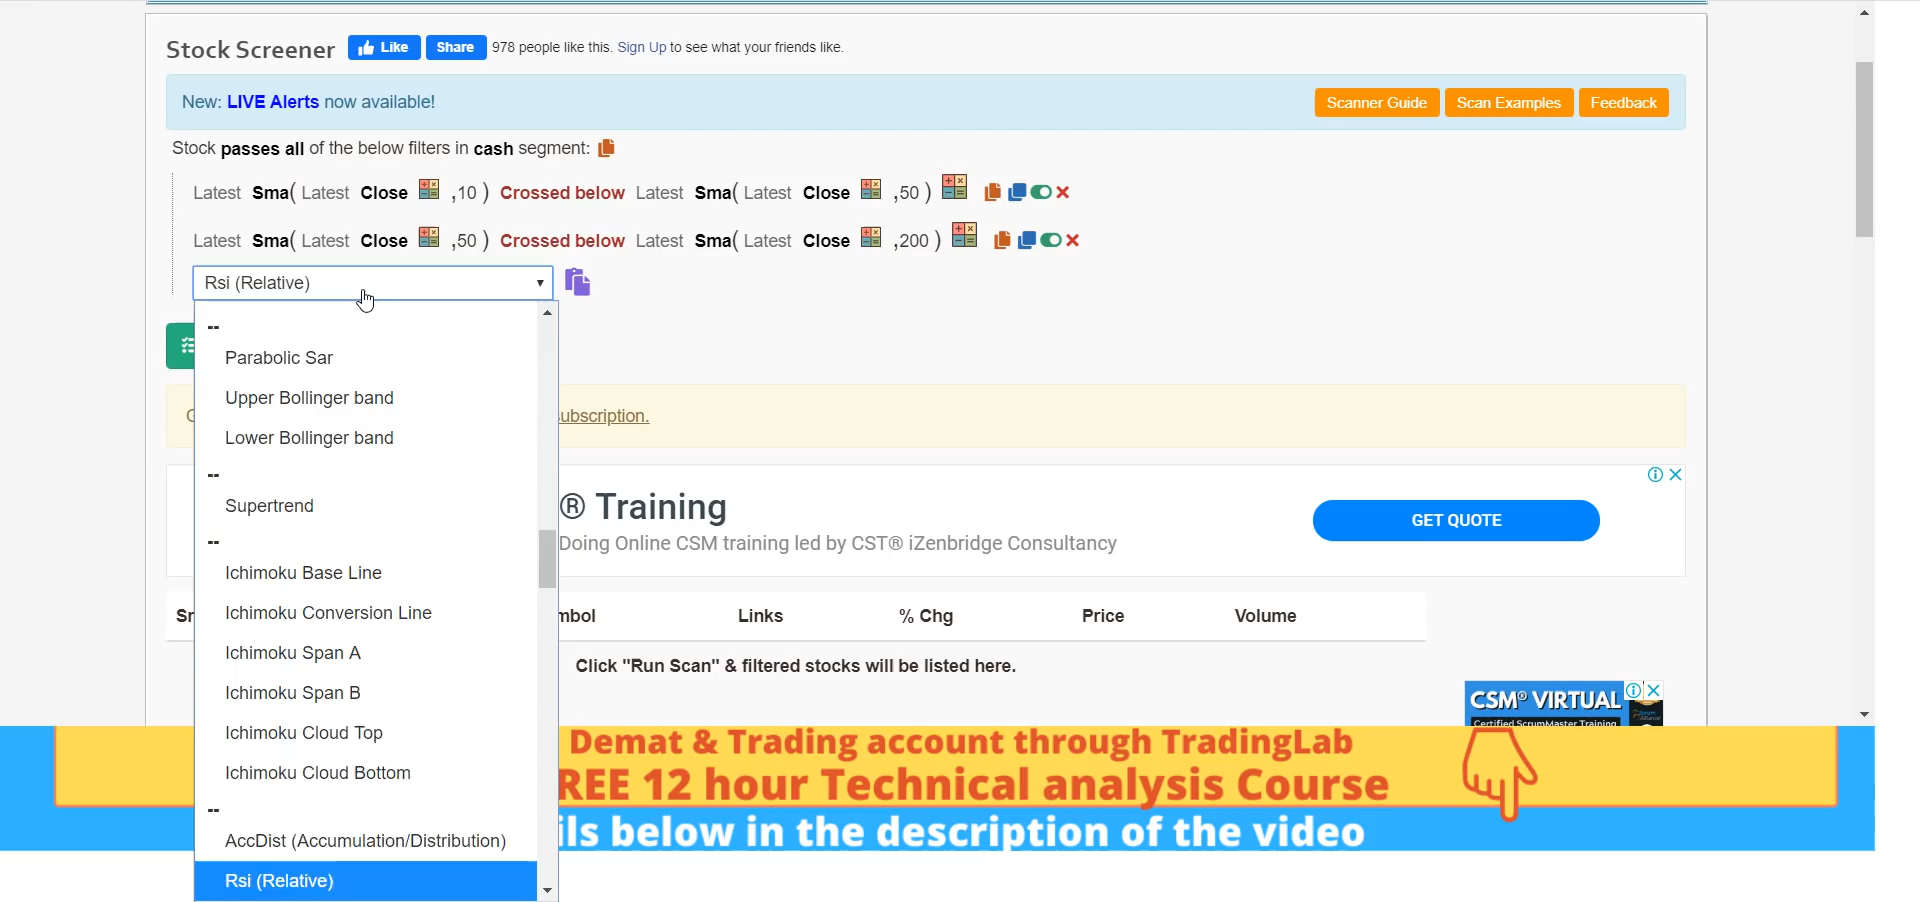 Stock Screener Like Share 978 people like this. Sign Up to see what your friends like.
New: LIVE Alerts now available! Scanner Guide Scan Examples Feedback
Stock passes all of the below filters in cash segment:
Latest Sma( Latest Close ,10 ) Crossed below Latest Sma( Latest Close ,50 )
Latest Sma( Latest Close ,50 ) Crossed below Latest Sma( Latest Close ,200 )
Rsi (Relative)
--
Parabolic Sar
Upper Bollinger band
Lower Bollinger band
--
Supertrend
--
Ichimoku Base Line
Ichimoku Conversion Line
Ichimoku Span A
Ichimoku Span B
Ichimoku Cloud Top
Ichimoku Cloud Bottom
--
AccDist (Accumulation/Distribution)
Rsi (Relative)
ubscription.
® Training
Doing Online CSM training led by CST® iZenbridge Consultancy
GET QUOTE
Sr mbol Links % Chg Price Volume
Click "Run Scan" & filtered stocks will be listed here.
CSM® VIRTUAL
Certified ScrumMaster Training
Demat & Trading account through TradingLab
REE 12 hour Technical analysis Course
ils below in the description of the video